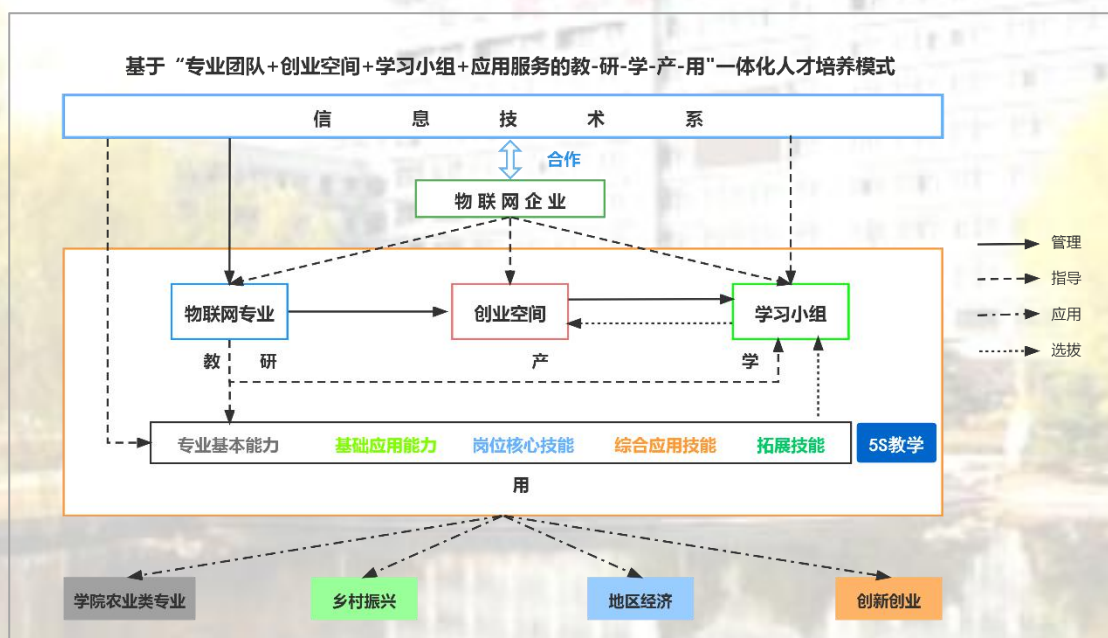 基于“专业团队+创业空间+学习小组+应用服务的教-研-学-产-用"一体化人才培养模式
信 息 技 术 系
合作
物联网企业
管理
指导
应用
选拔
物联网专业
创业空间
学习小组
教 研 产 学
专业基本能力 基础应用能力 岗位核心技能 综合应用技能 拓展技能 5S教学
用
学院农业类专业 乡村振兴 地区经济 创新创业